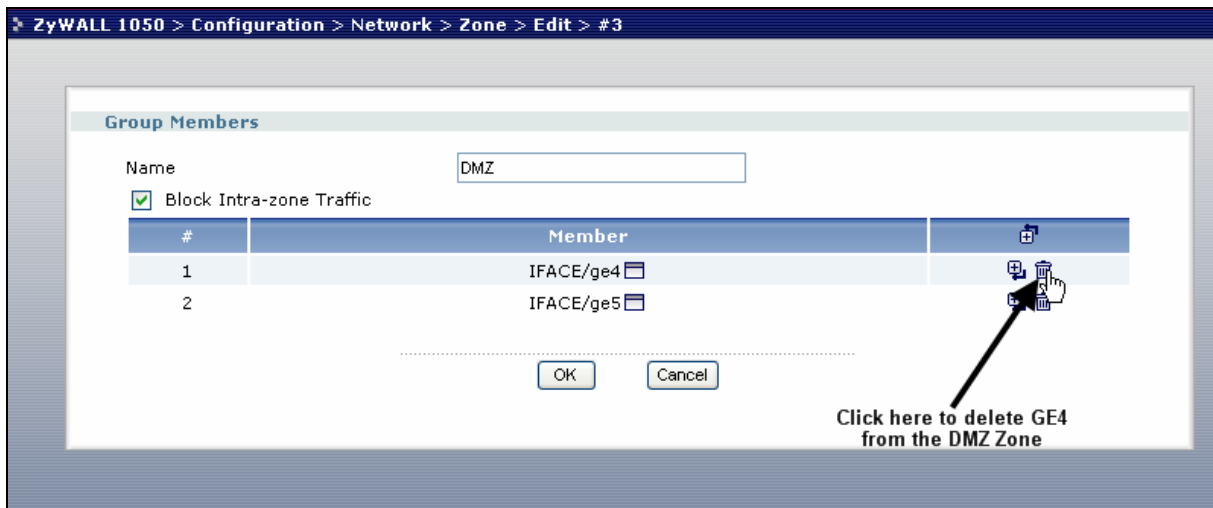 ZyWALL 1050 > Configuration > Network > Zone > Edit > #3
Group Members
Name DMZ
Block Intra-zone Traffic
# Member
1 IFACE/ge4
2 IFACE/ge5
OK Cancel
Click here to delete GE4
from the DMZ Zone